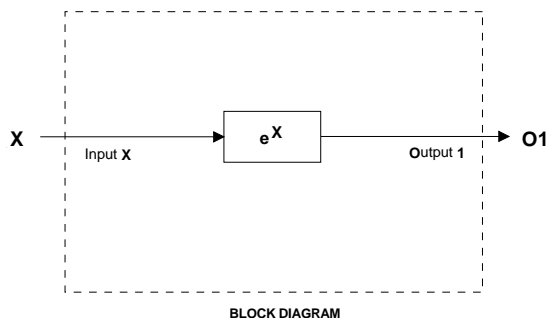 X
Input X
e^X
Output 1
O1
BLOCK DIAGRAM